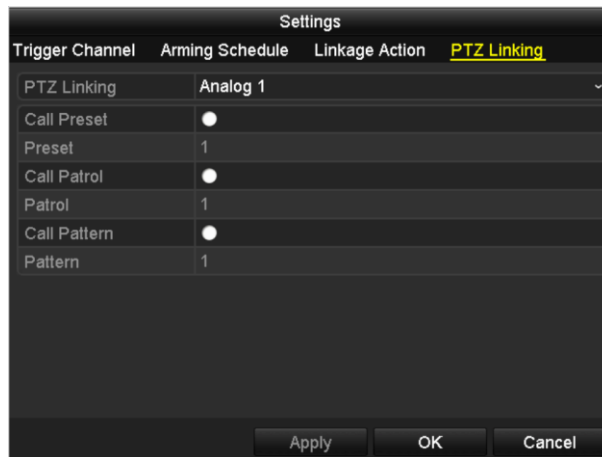 Settings
Trigger Channel Arming Schedule Linkage Action PTZ Linking
PTZ Linking Analog 1
Call Preset
Preset 1
Call Patrol
Patrol 1
Call Pattern
Pattern 1
Apply OK Cancel